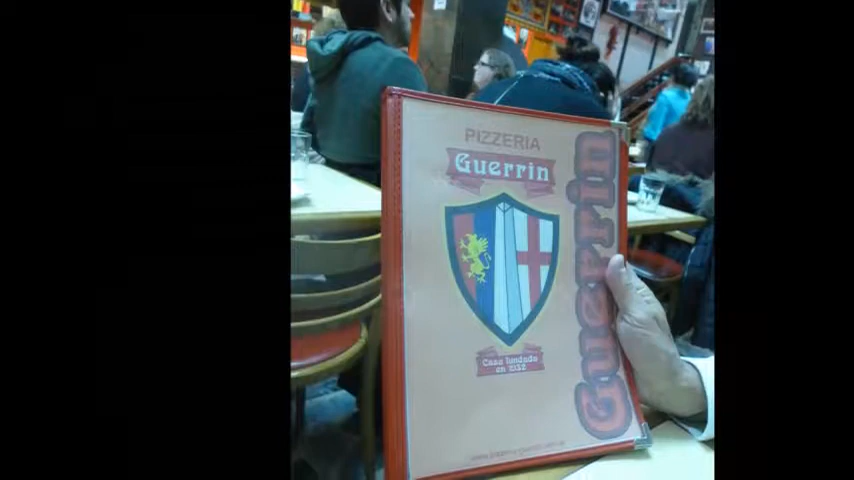 PIZZERIA
Guerrin
Casa fundada
en 1932
Guerrin